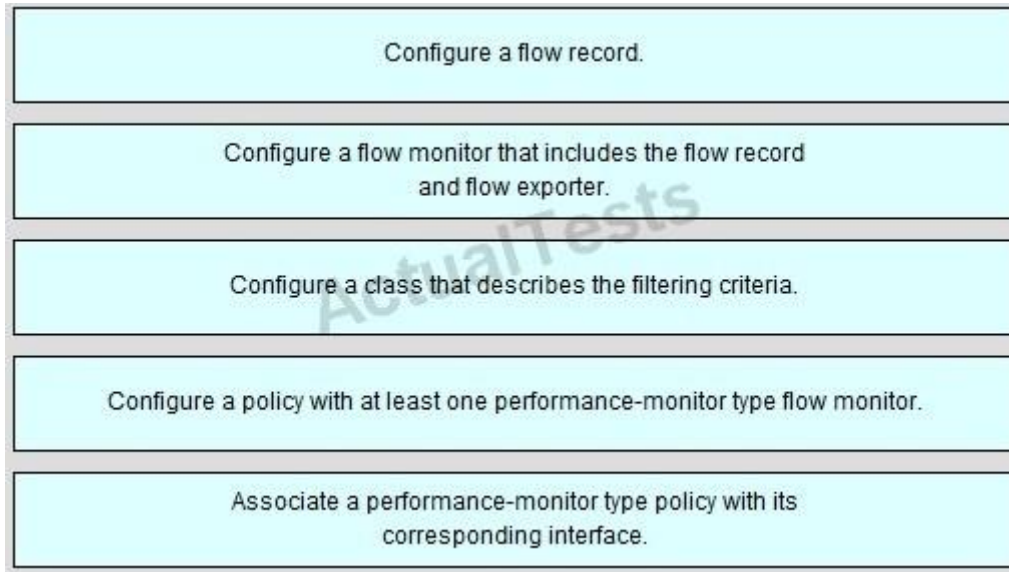 Configure a flow record.
Configure a flow monitor that includes the flow record
and flow exporter.
ActualTests
Configure a class that describes the filtering criteria.
Configure a policy with at least one performance-monitor type flow monitor.
Associate a performance-monitor type policy with its
corresponding interface.